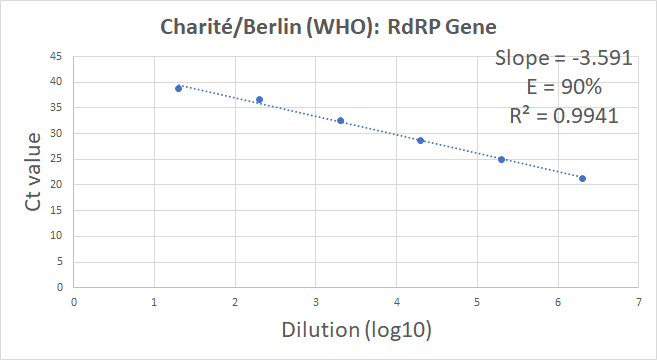 Charité/Berlin (WHO): RdRP Gene
Slope = -3.591
E = 90%
R² = 0.9941
Ct value
45
40
35
30
25
20
15
10
5
0
0 1 2 3 4 5 6 7
Dilution (log10)